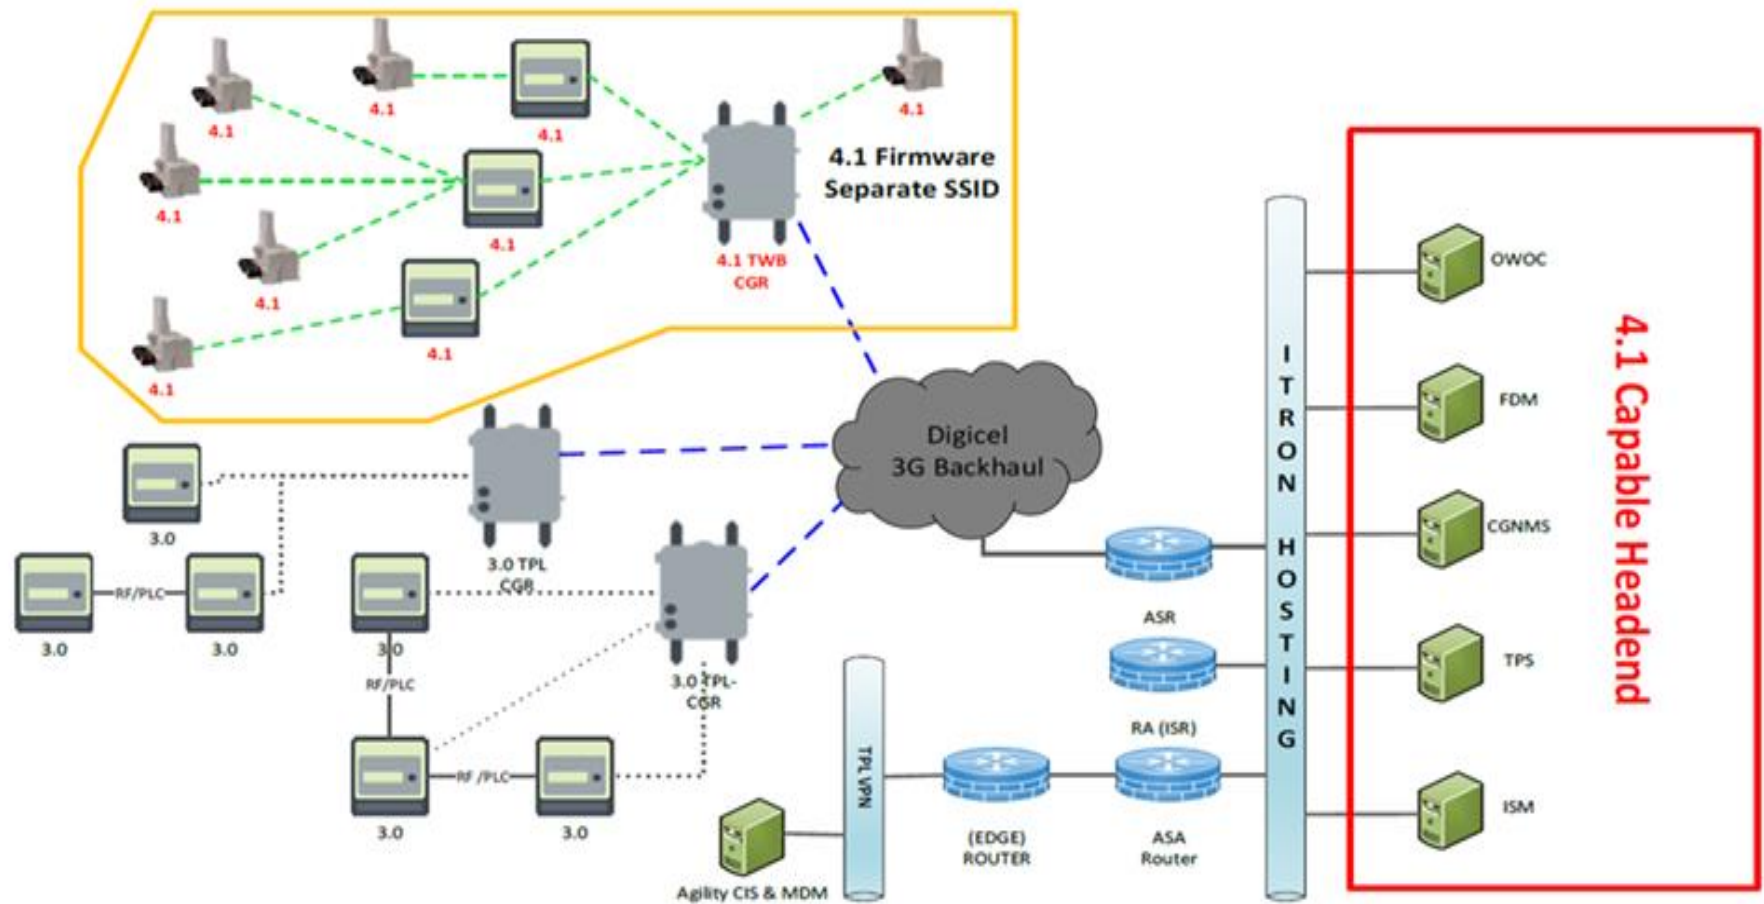 4.1
4.1
4.1
4.1
4.1
4.1
4.1
4.1
4.1
4.1 Firmware
Separate SSID
4.1 TWB
CGR
4.1
4.1
Digicel
3G Backhaul
3.0
3.0 TPL
CGR
RF/PLC
3.0
3.0
3.0
RF/PLC
3.0 TPL-
CGR
RF /PLC
3.0
3.0
ASR
RA (ISR)
TPL VPN
(EDGE)
ROUTER
ASA
Router
Agility CIS & MDM
ITRON HOSTING
OWOC
FDM
CGNMS
TPS
ISM
4.1 Capable Headend